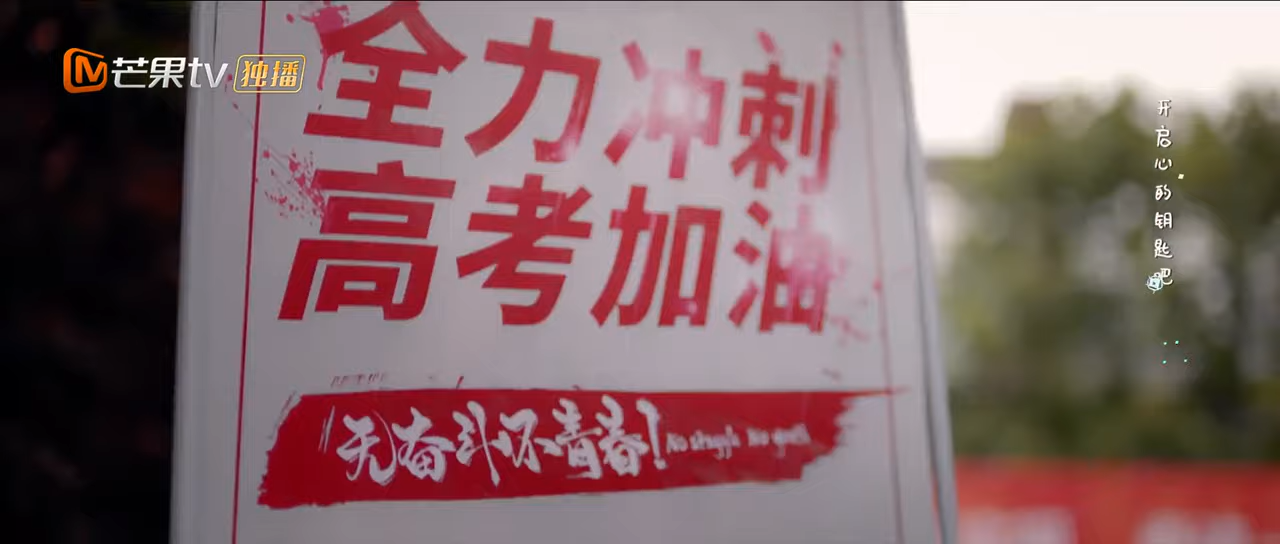 芒果tv 独播
全力冲刺
高考加油
无奋斗不青春!
No struggle No youth
开启心的钥匙吧